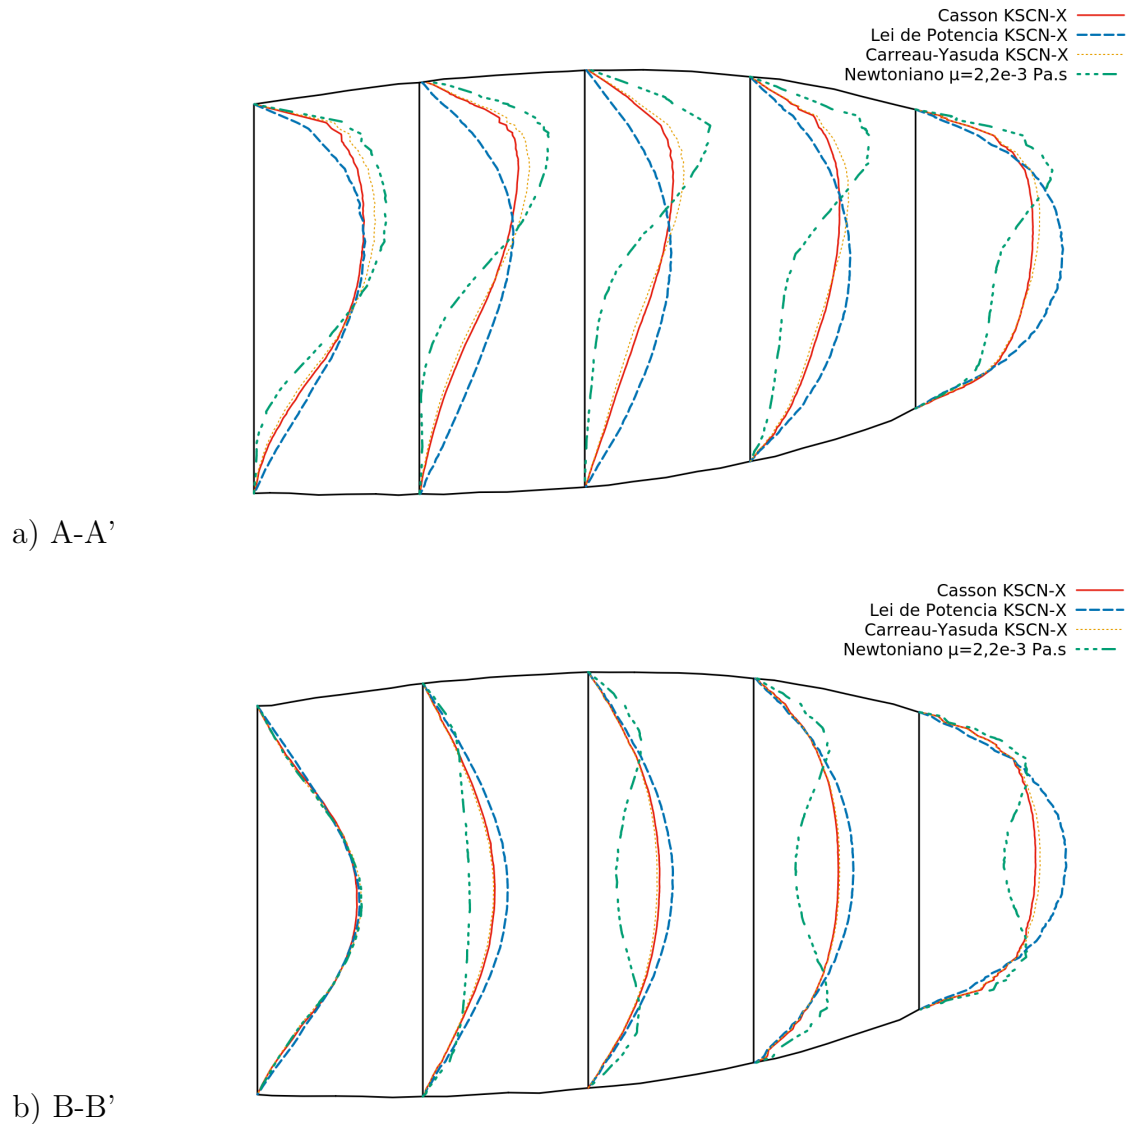 Casson KSCN-X
Lei de Potencia KSCN-X
Carreau-Yasuda KSCN-X
Newtoniano μ=2,2e-3 Pa.s
a) A-A’
Casson KSCN-X
Lei de Potencia KSCN-X
Carreau-Yasuda KSCN-X
Newtoniano μ=2,2e-3 Pa.s
b) B-B’